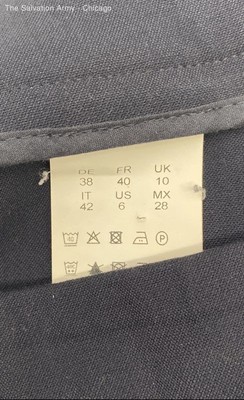 The Salvation Army - Chicago
DE FR UK
38 40 10
IT US MX
42 6 28